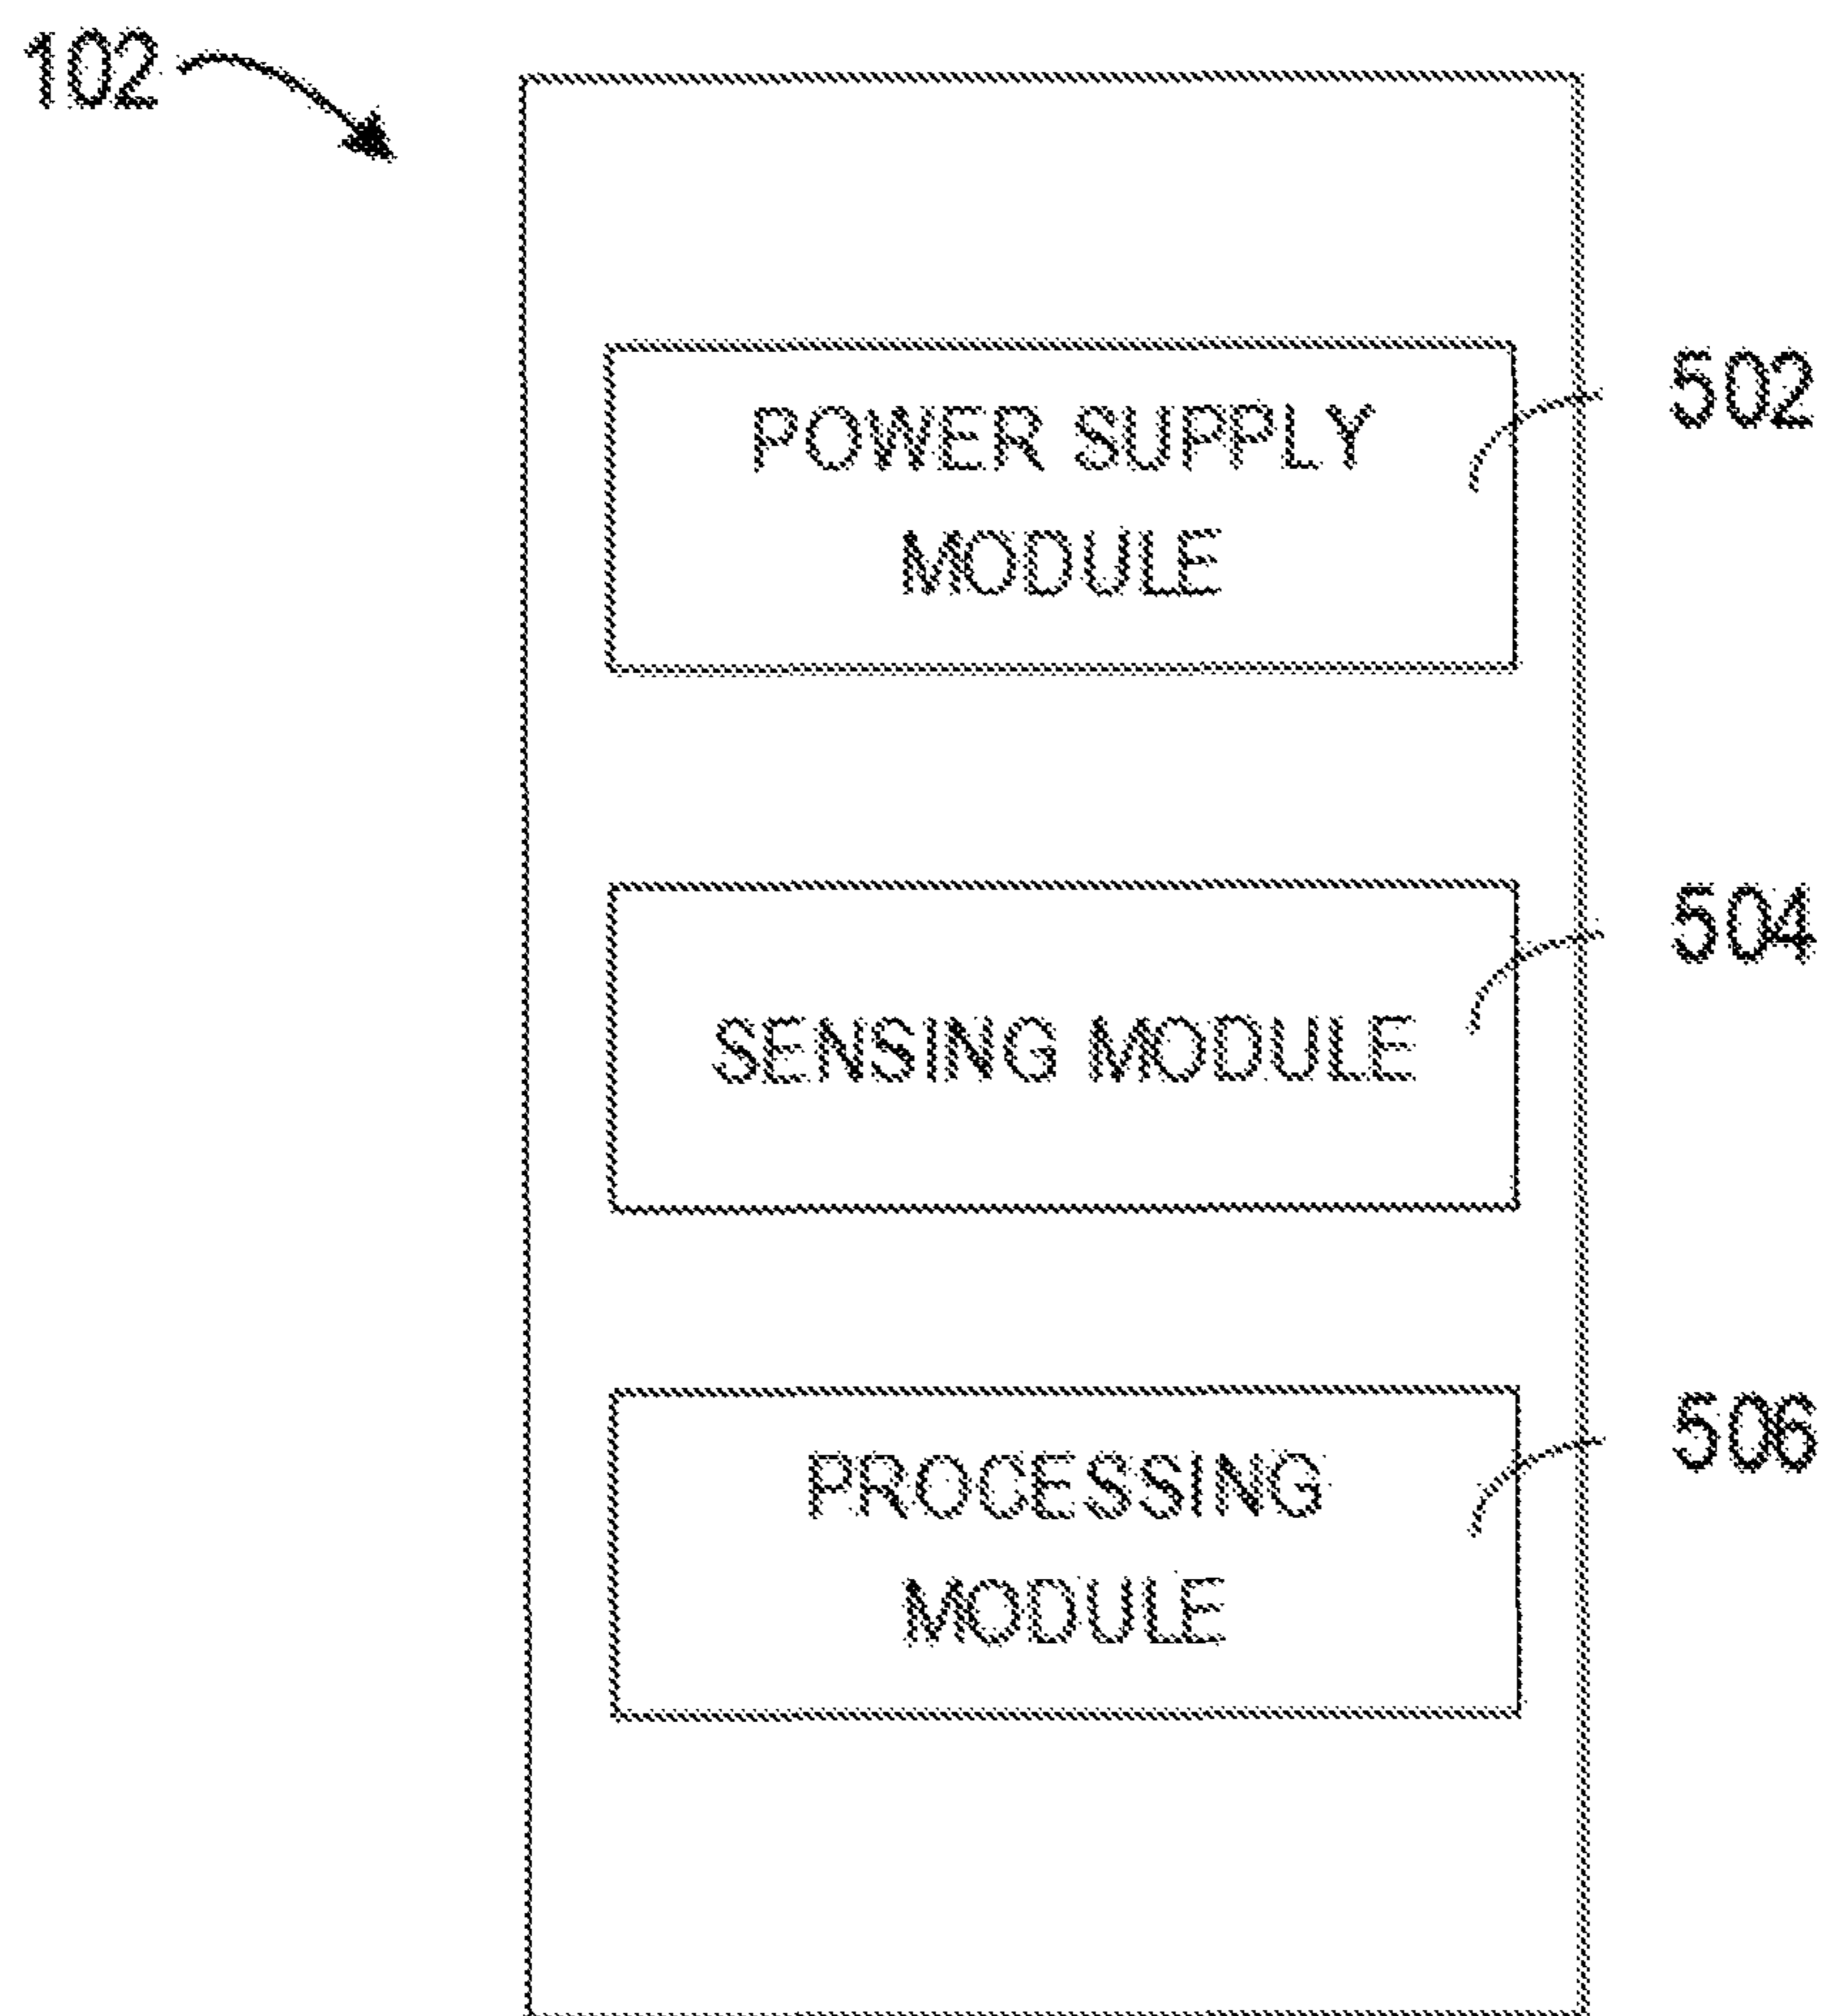 102
POWER SUPPLY
MODULE
502
SENSING MODULE
504
PROCESSING
MODULE
506